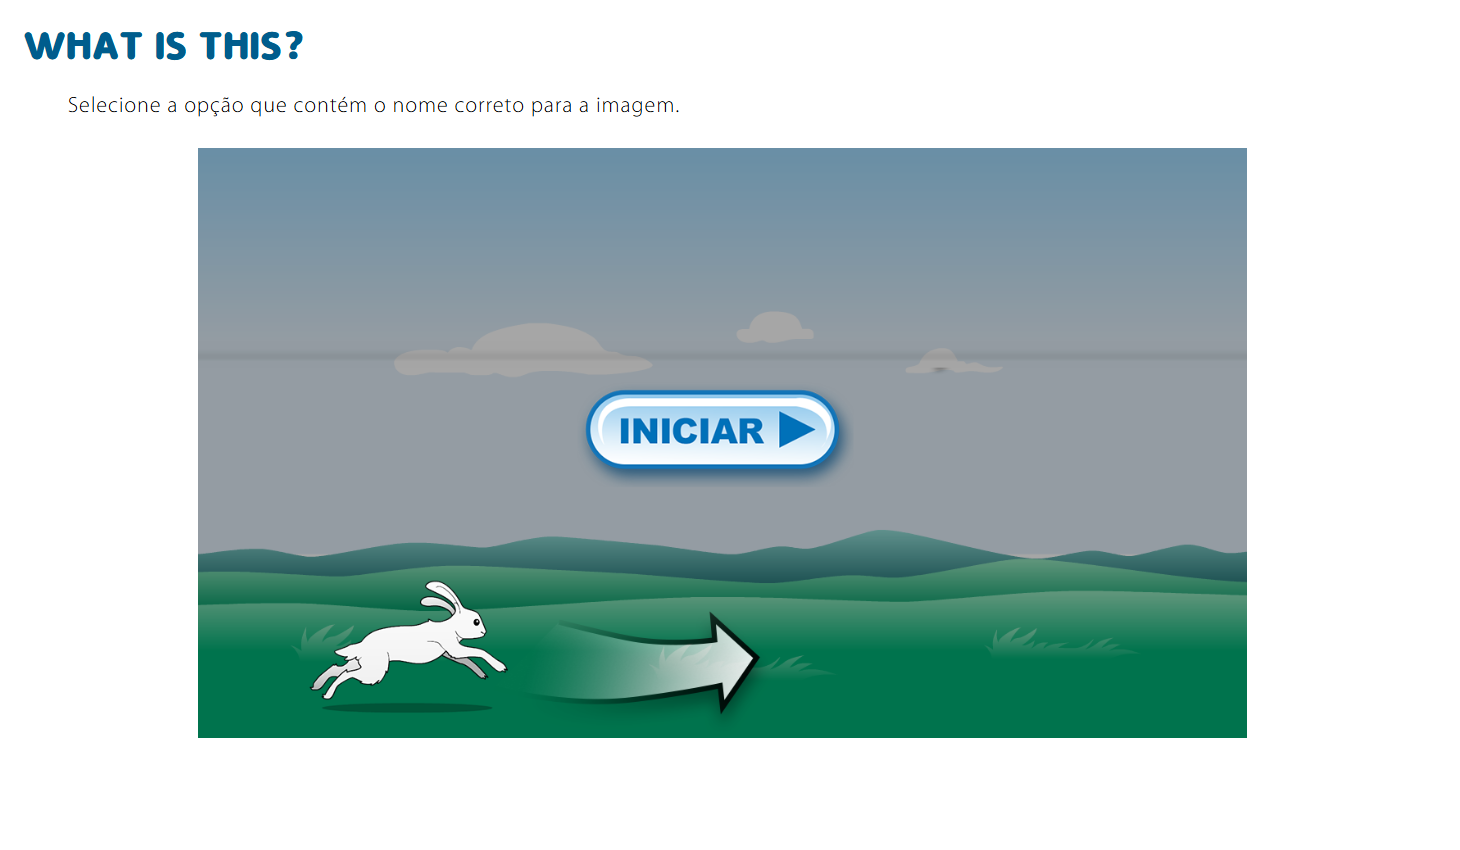 WHAT IS THIS?
Selecione a opção que contém o nome correto para a imagem.
INICIAR